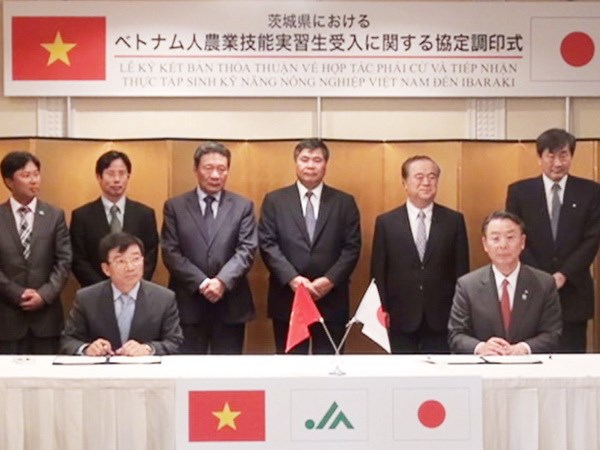 茨城県における
ベトナム人農業技能実習生受入に関する協定調印式
LỄ KÝ KẾT BẢN THỎA THUẬN VỀ HỢP TÁC PHÁI CỬ VÀ TIẾP NHẬN
THỰC TẬP SINH KỸ NĂNG NÔNG NGHIỆP VIỆT NAM ĐẾN IBARAKI
JA